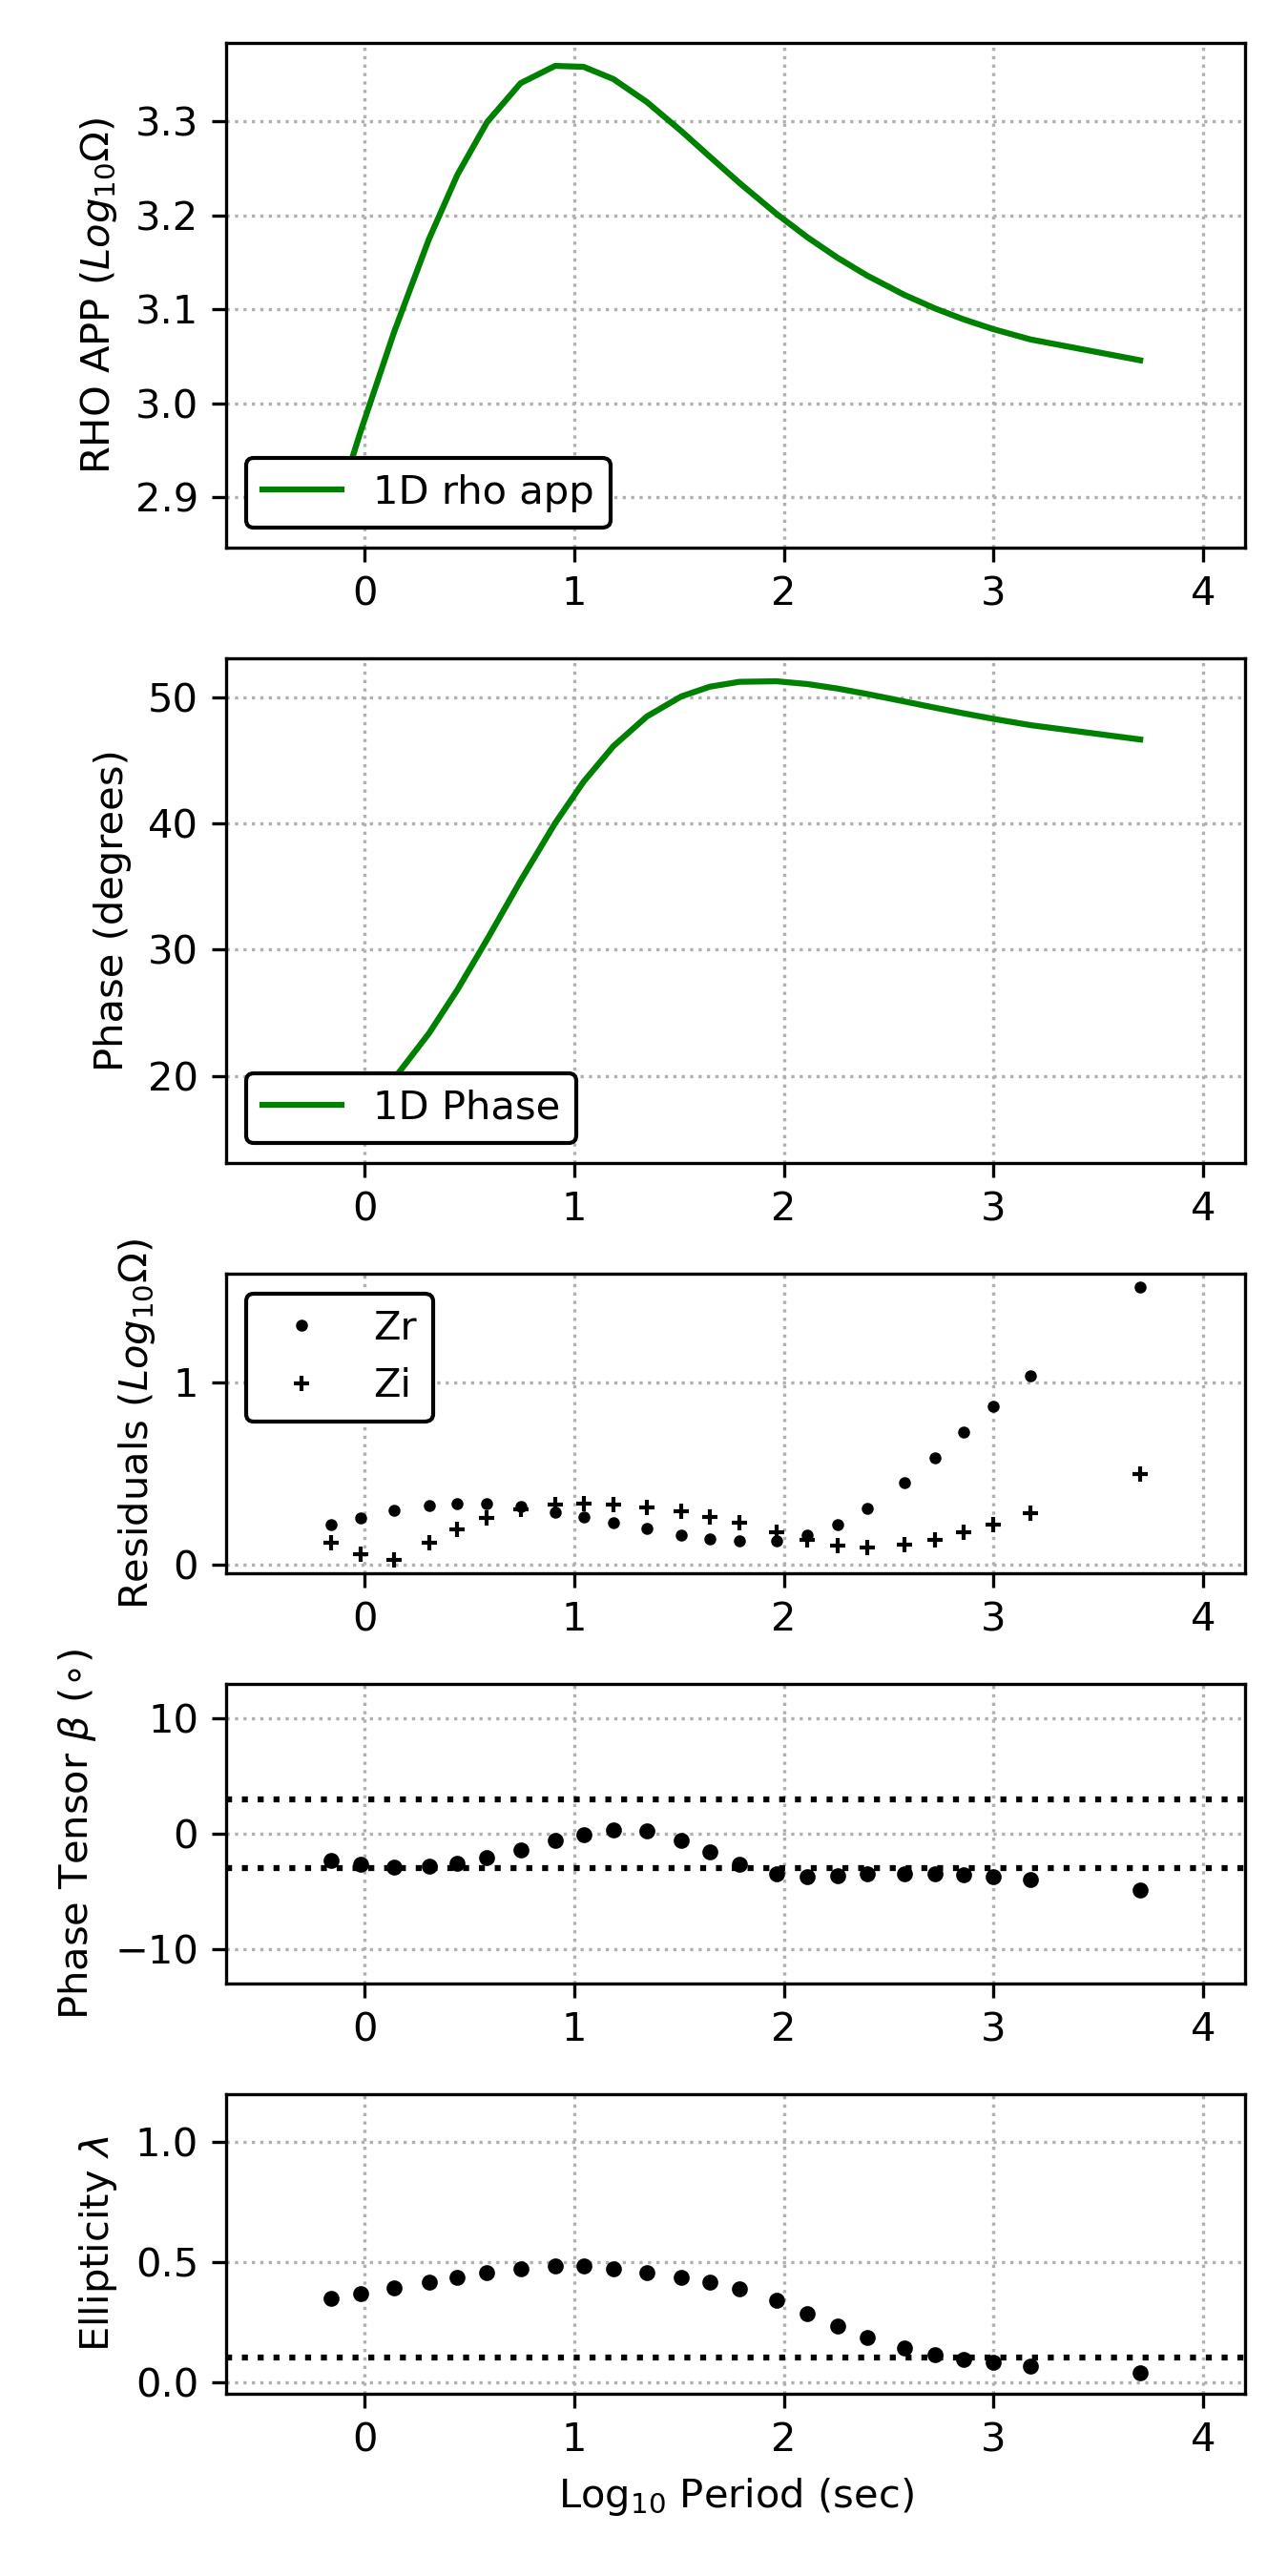 RHO APP (Log₁₀Ω)
3.3
3.2
3.1
3.0
2.9
1D rho app
0 1 2 3 4
Phase (degrees)
50
40
30
20
1D Phase
0 1 2 3 4
Residuals (Log₁₀Ω)
Zr
Zi
1
0
0 1 2 3 4
Phase Tensor β (∘)
10
0
−10
0 1 2 3 4
Ellipticity λ
1.0
0.5
0.0
0 1 2 3 4
Log₁₀ Period (sec)